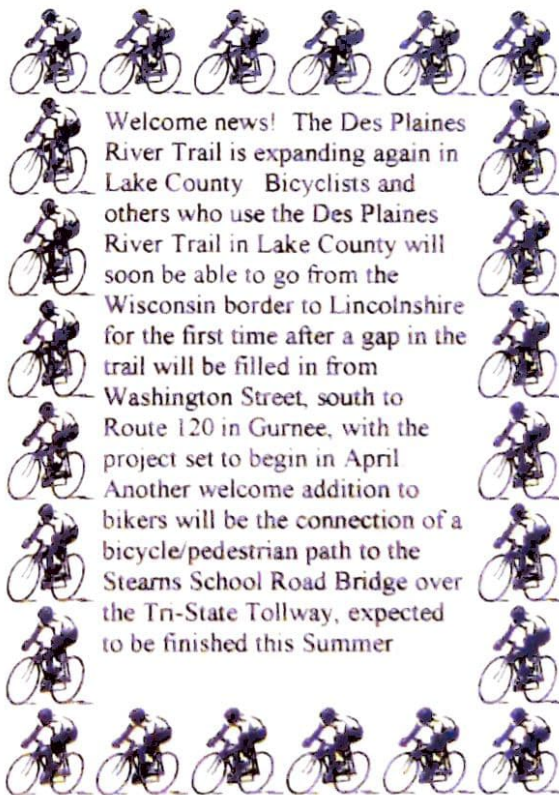 Welcome news!  The Des Plaines
River Trail is expanding again in
Lake County   Bicyclists and
others who use the Des Plaines
River Trail in Lake County will
soon be able to go from the
Wisconsin border to Lincolnshire
for the first time after a gap in the
trail will be filled in from
Washington Street, south to
Route 120 in Gurnee, with the
project set to begin in April
Another welcome addition to
bikers will be the connection of a
bicycle/pedestrian path to the
Stearns School Road Bridge over
the Tri-State Tollway, expected
to be finished this Summer